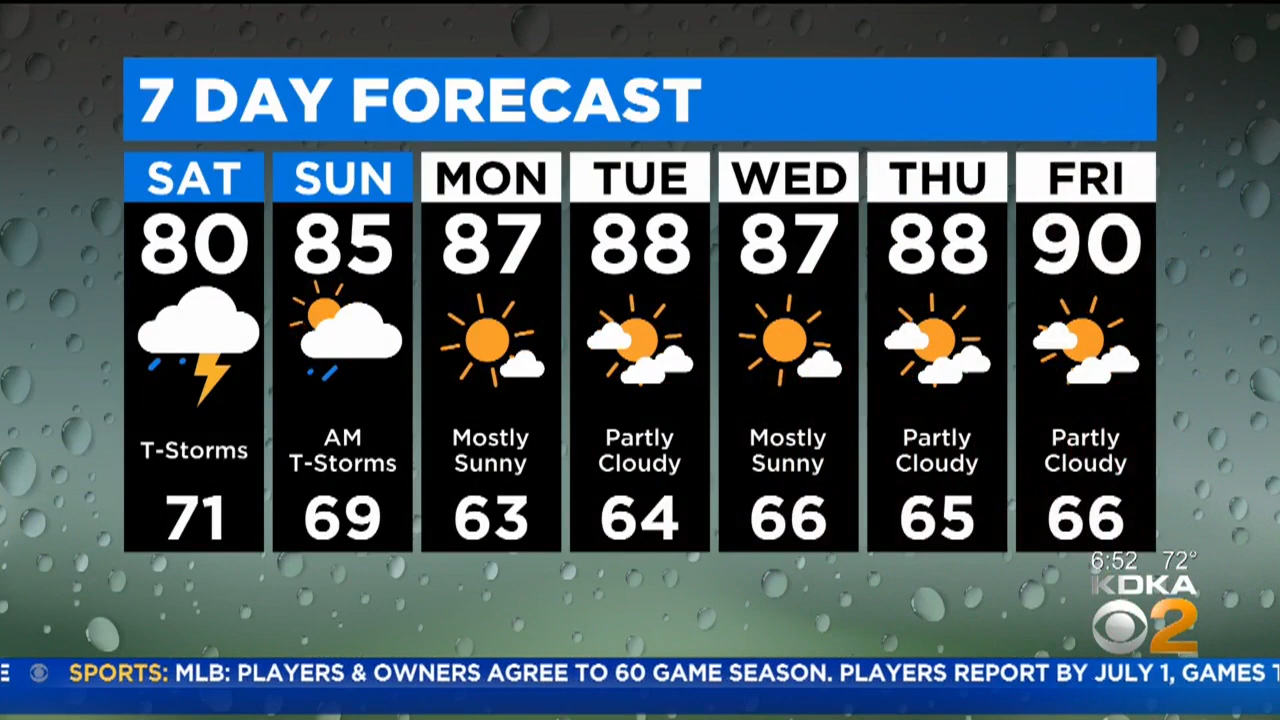 7 DAY FORECAST
SAT SUN MON TUE WED THU FRI
80 85 87 88 87 88 90
T-Storms
AM
T-Storms
Mostly
Sunny
Partly
Cloudy
Mostly
Sunny
Partly
Cloudy
Partly
Cloudy
71 69 63 64 66 65 66
6:52 72°
KDKA
2
E SPORTS: MLB: PLAYERS & OWNERS AGREE TO 60 GAME SEASON. PLAYERS REPORT BY JULY 1, GAMES T